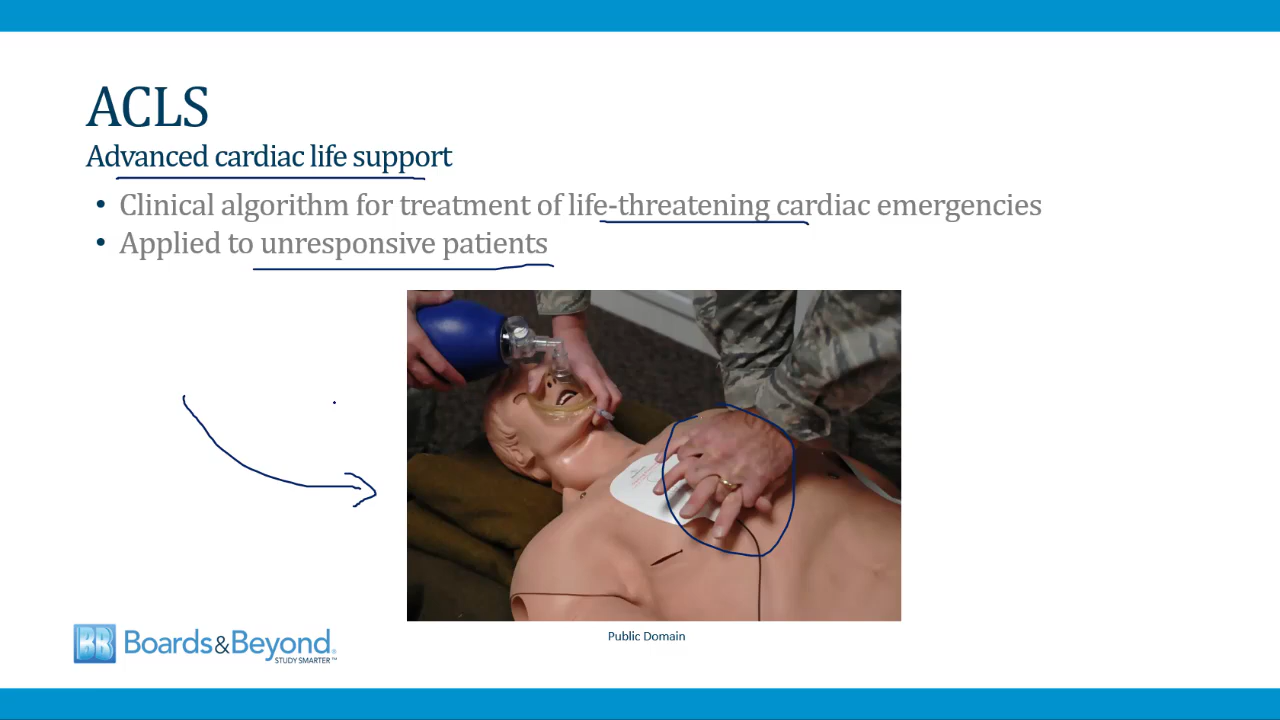 ACLS
Advanced cardiac life support
• Clinical algorithm for treatment of life-threatening cardiac emergencies
• Applied to unresponsive patients
BB Boards&Beyond®
STUDY SMARTER™
Public Domain